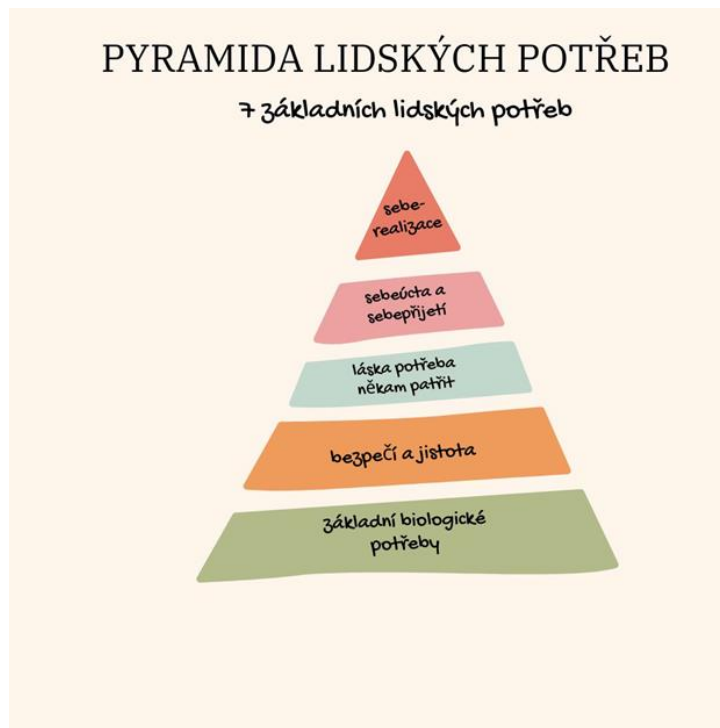 PYRAMIDA LIDSKÝCH POTŘEB
7 základních lidských potřeb
sebe-
realizace
sebeúcta a
sebepřijetí
láska potřeba
někam patřit
bezpečí a jistota
základní biologické
potřeby